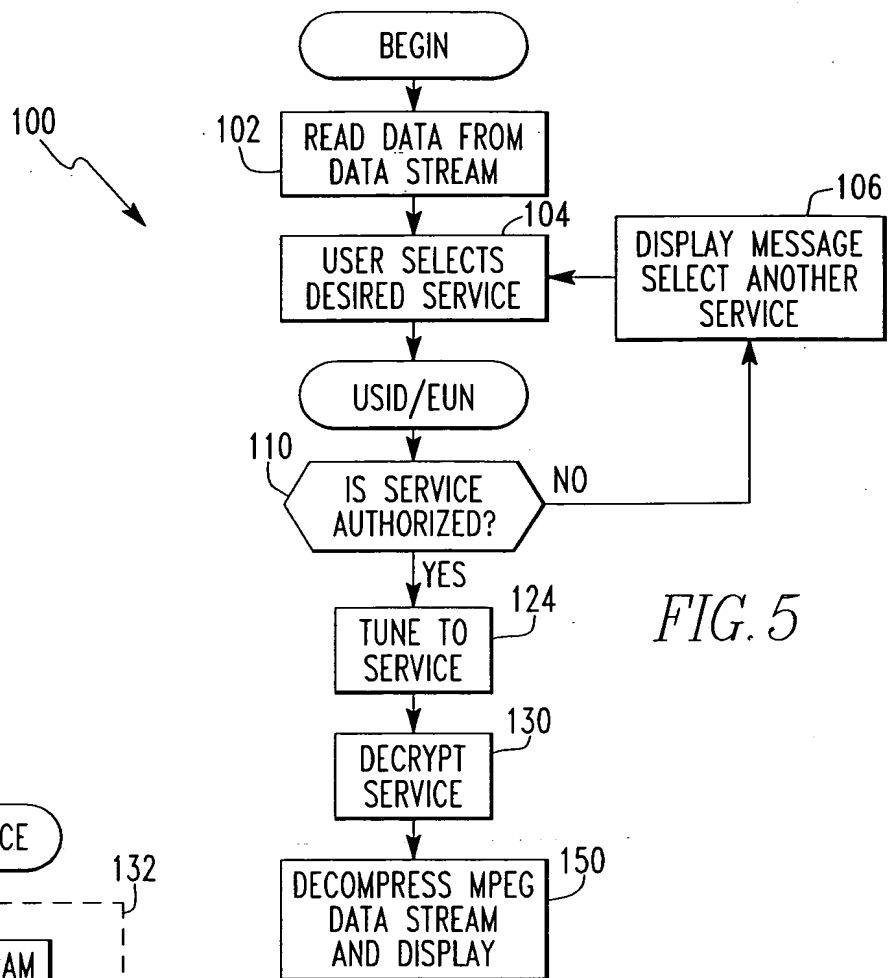 BEGIN
100
102
READ DATA FROM
DATA STREAM
104
USER SELECTS
DESIRED SERVICE
106
DISPLAY MESSAGE
SELECT ANOTHER
SERVICE
USID/EUN
110
IS SERVICE
AUTHORIZED?
NO
YES
124
TUNE TO
SERVICE
FIG. 5
130
DECRYPT
SERVICE
CE
132
AM
150
DECOMPRESS MPEG
DATA STREAM
AND DISPLAY